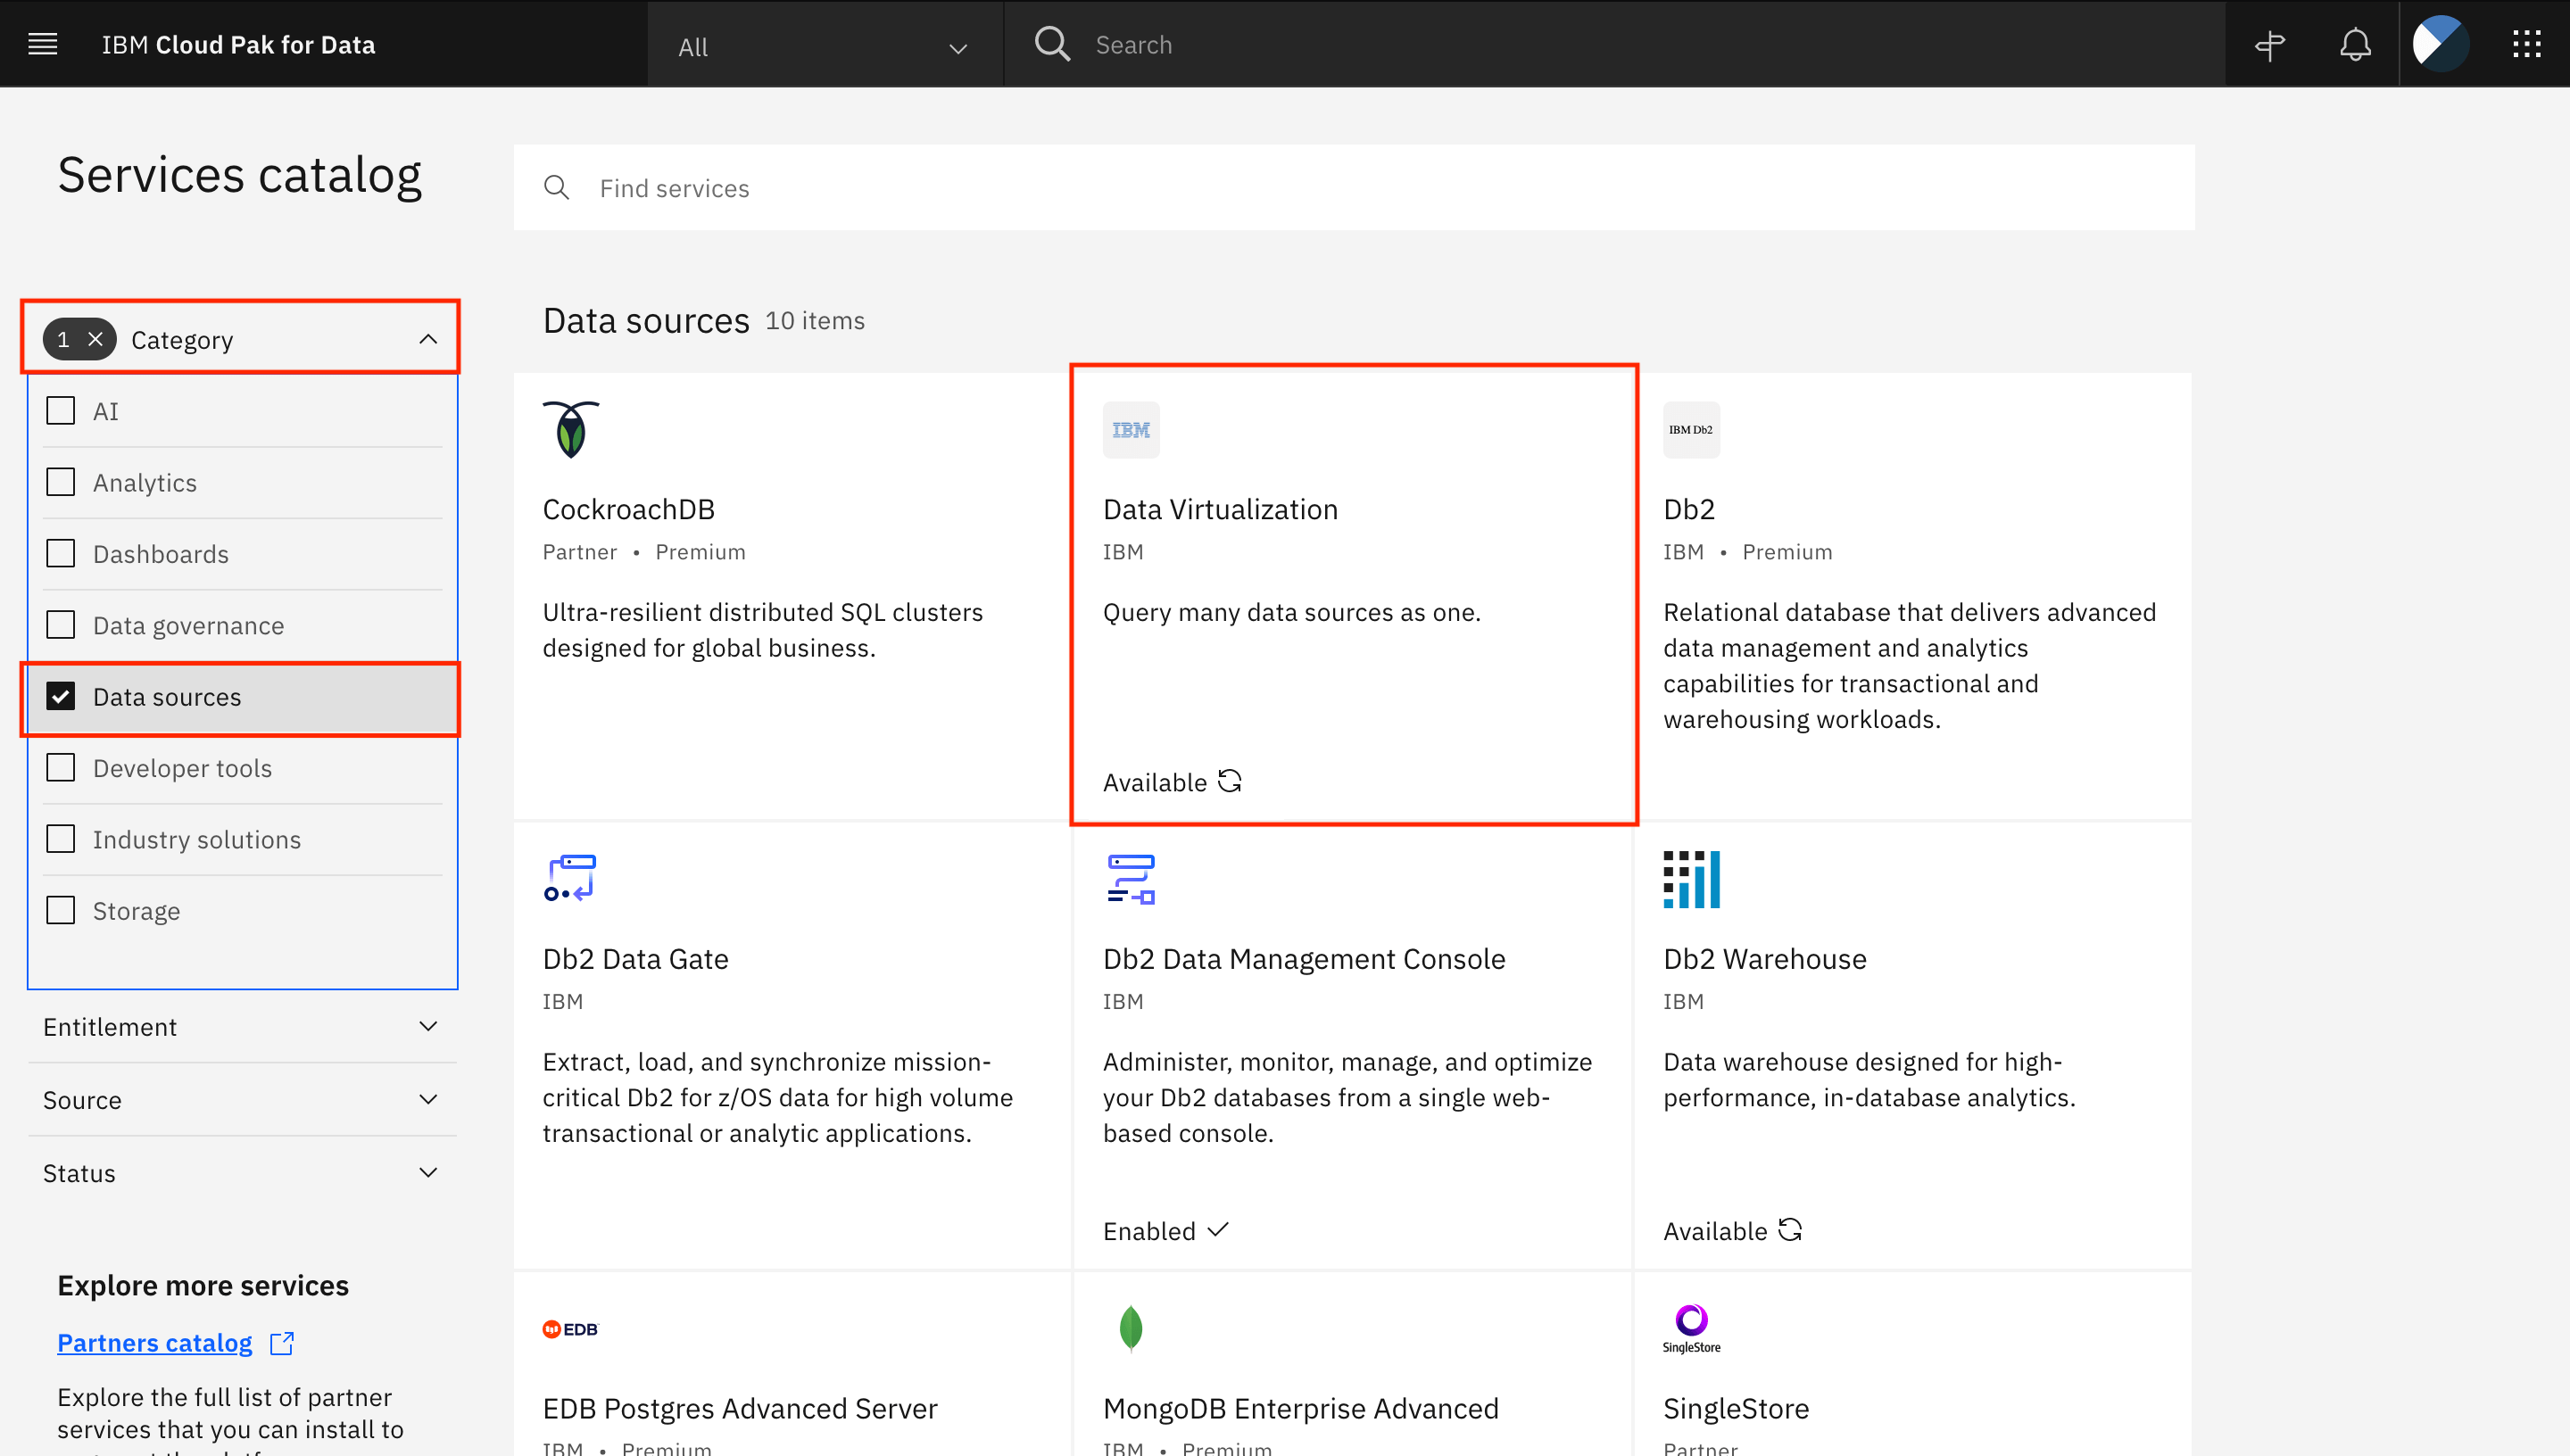 IBM Cloud Pak for Data
All
Search
Services catalog
Find services
1 Category
AI
Analytics
Dashboards
Data governance
Data sources
Developer tools
Industry solutions
Storage
Entitlement
Source
Status
Explore more services
Partners catalog
Explore the full list of partner
services that you can install to
Data sources 10 items
CockroachDB
Partner • Premium
Ultra-resilient distributed SQL clusters
designed for global business.
IBM
Data Virtualization
IBM
Query many data sources as one.
Available
IBM Db2
Db2
IBM • Premium
Relational database that delivers advanced
data management and analytics
capabilities for transactional and
warehousing workloads.
Db2 Data Gate
IBM
Extract, load, and synchronize mission-
critical Db2 for z/OS data for high volume
transactional or analytic applications.
Db2 Data Management Console
IBM
Administer, monitor, manage, and optimize
your Db2 databases from a single web-
based console.
Enabled
Db2 Warehouse
IBM
Data warehouse designed for high-
performance, in-database analytics.
Available
EDB
EDB Postgres Advanced Server
IBM • Premium
MongoDB Enterprise Advanced
IBM • Premium
SingleStore
SingleStore
Partner